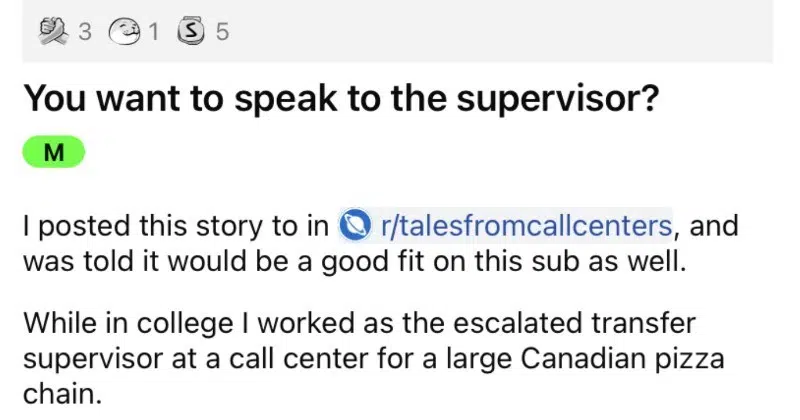 3 1 S 5
You want to speak to the supervisor?
M
I posted this story to in r/talesfromcallcenters, and
was told it would be a good fit on this sub as well.
While in college I worked as the escalated transfer
supervisor at a call center for a large Canadian pizza
chain.